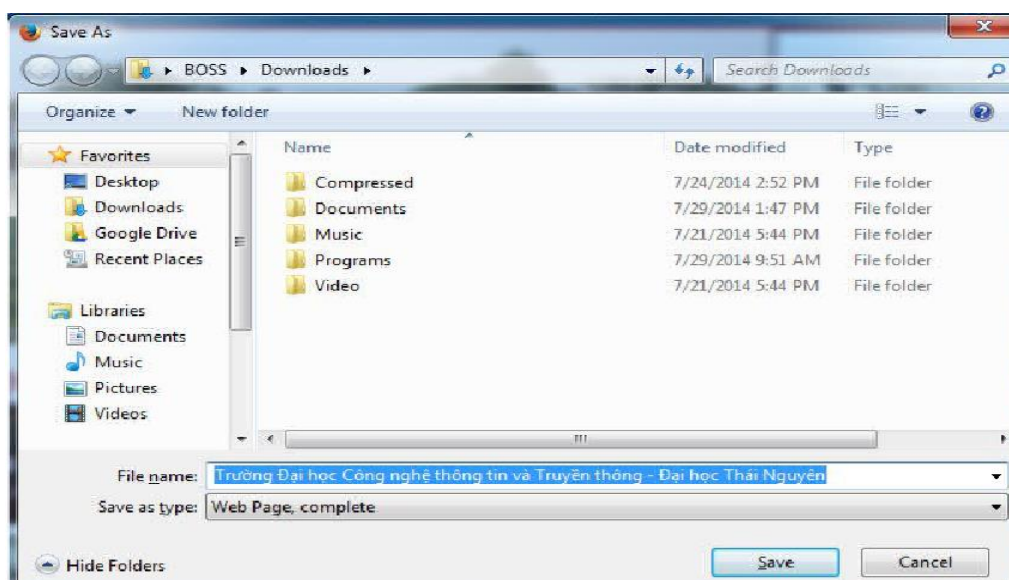 Save As
BOSS Downloads Search Downloads
Organize New folder
Name Date modified Type
Favorites
Desktop
Downloads
Google Drive
Recent Places
Libraries
Documents
Music
Pictures
Videos
Compressed 7/24/2014 2:52 PM File folder
Documents 7/29/2014 1:47 PM File folder
Music 7/21/2014 5:44 PM File folder
Programs 7/29/2014 9:51 AM File folder
Video 7/21/2014 5:44 PM File folder
File name: Trường Đại học Công nghệ thông tin và Truyền thông - Đại học Thái Nguyên
Save as type: Web Page, complete
Hide Folders Save Cancel